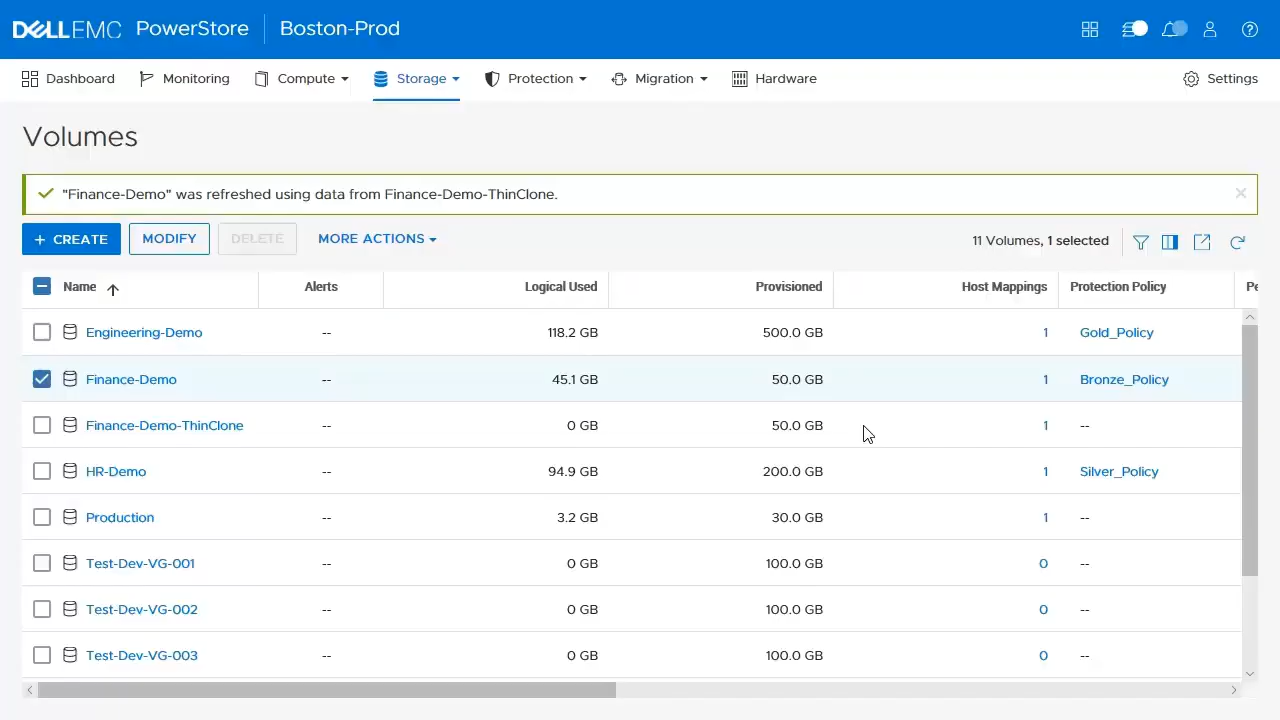 DELLEMC PowerStore Boston-Prod
Dashboard Monitoring Compute Storage Protection Migration Hardware Settings
Volumes
"Finance-Demo" was refreshed using data from Finance-Demo-ThinClone.
+ CREATE MODIFY DELETE MORE ACTIONS 11 Volumes, 1 selected
Name Alerts Logical Used Provisioned Host Mappings Protection Policy Pe
Engineering-Demo -- 118.2 GB 500.0 GB 1 Gold_Policy
Finance-Demo -- 45.1 GB 50.0 GB 1 Bronze_Policy
Finance-Demo-ThinClone -- 0 GB 50.0 GB 1 --
HR-Demo -- 94.9 GB 200.0 GB 1 Silver_Policy
Production -- 3.2 GB 30.0 GB 1 --
Test-Dev-VG-001 -- 0 GB 100.0 GB 0 --
Test-Dev-VG-002 -- 0 GB 100.0 GB 0 --
Test-Dev-VG-003 -- 0 GB 100.0 GB 0 --